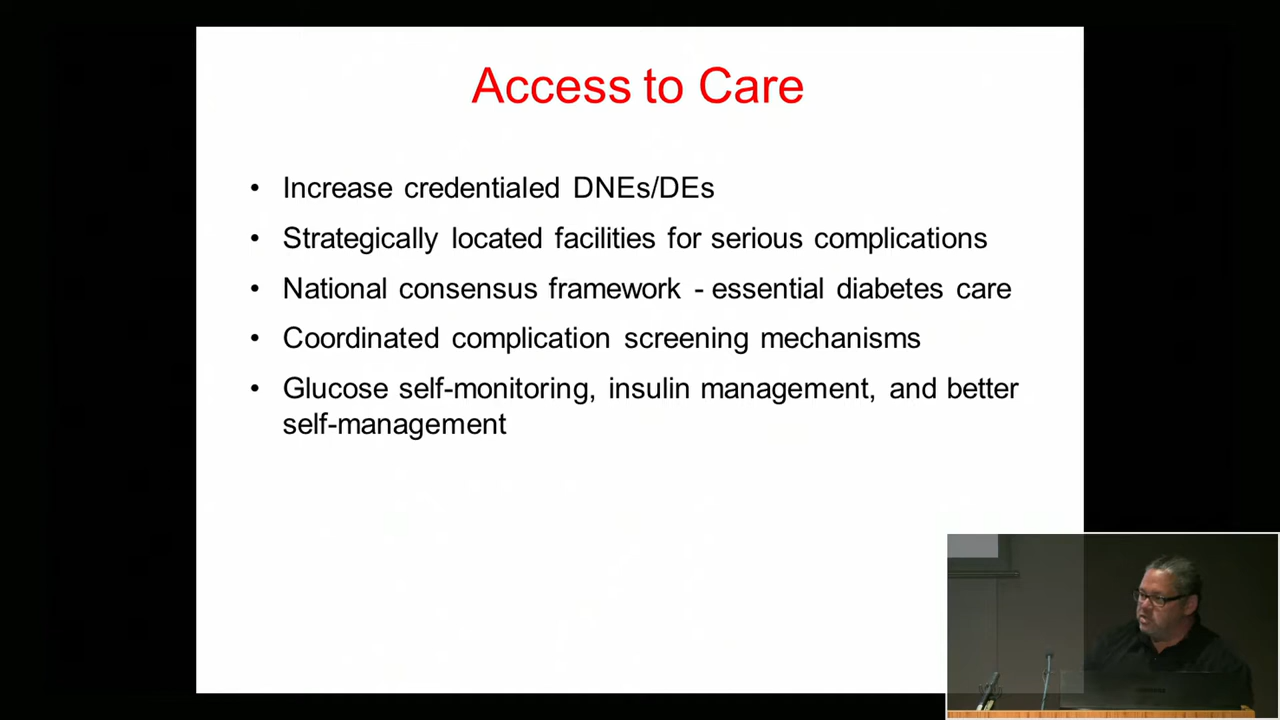 Access to Care
• Increase credentialed DNEs/DEs
• Strategically located facilities for serious complications
• National consensus framework - essential diabetes care
• Coordinated complication screening mechanisms
• Glucose self-monitoring, insulin management, and better
self-management